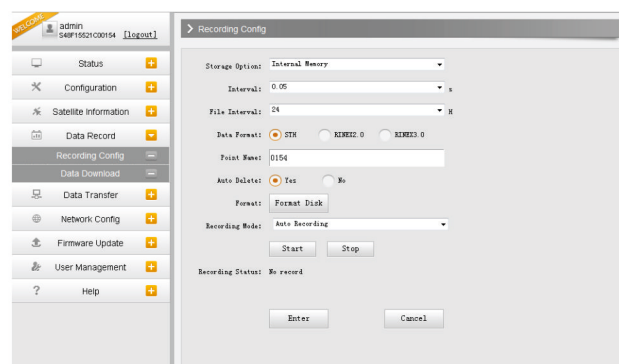 WELCOME
admin
S48F15521C00154 [logout]
Status
Configuration
Satellite Information
Data Record
Recording Config
Data Download
Data Transfer
Network Config
Firmware Update
User Management
Help
Recording Config
Storage Option: Internal Memory
Interval: 0.05 s
File Interval: 24 H
Data Format: STH RINEX2.0 RINEX3.0
Point Name: 0154
Auto Delete: Yes No
Format: Format Disk
Recording Mode: Auto Recording
Start Stop
Recording Status: No record
Enter Cancel